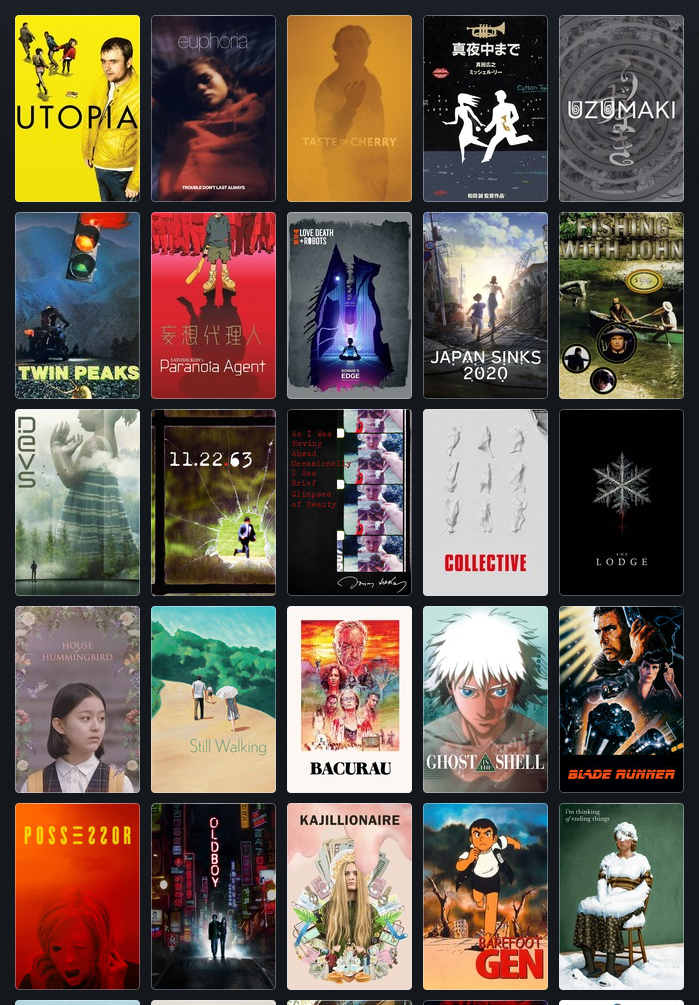 UTOPIA
euphoria
TROUBLE DON'T LAST ALWAYS
TASTE OF CHERRY
真夜中まで
真田広之
ミッシェル・リー
Cotton Tail
和田誠 監督作品
UZUMAKI
TWIN PEAKS
妄想代理人
SATOSHI KON'S
Paranoia Agent
LOVE DEATH
+ROBOTS
SONNIE'S
EDGE
JAPAN SINKS
2020
FISHING
WITH JOHN
DEVS
11.22.63
As I Was
Moving
Ahead
Occasionally
I Saw
Brief
Glimpses
of Beauty
COLLECTIVE
THE
LODGE
HOUSE
OF
HUMMINGBIRD
Still Walking
BACURAU
GHOST IN THE SHELL
BLADE RUNNER
POSSESSOR
OLDBOY
KAJILLIONAIRE
BAREFOOT
GEN
i'm thinking
of ending things